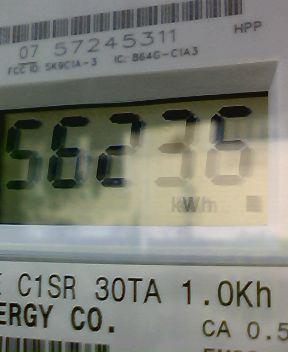 07 57245311 HPP
FCC ID: SK9C1A-3 IC: 864G-C1A3
56236
kWh
C1SR 30TA 1.0Kh
ERGY CO.
CA 0.5